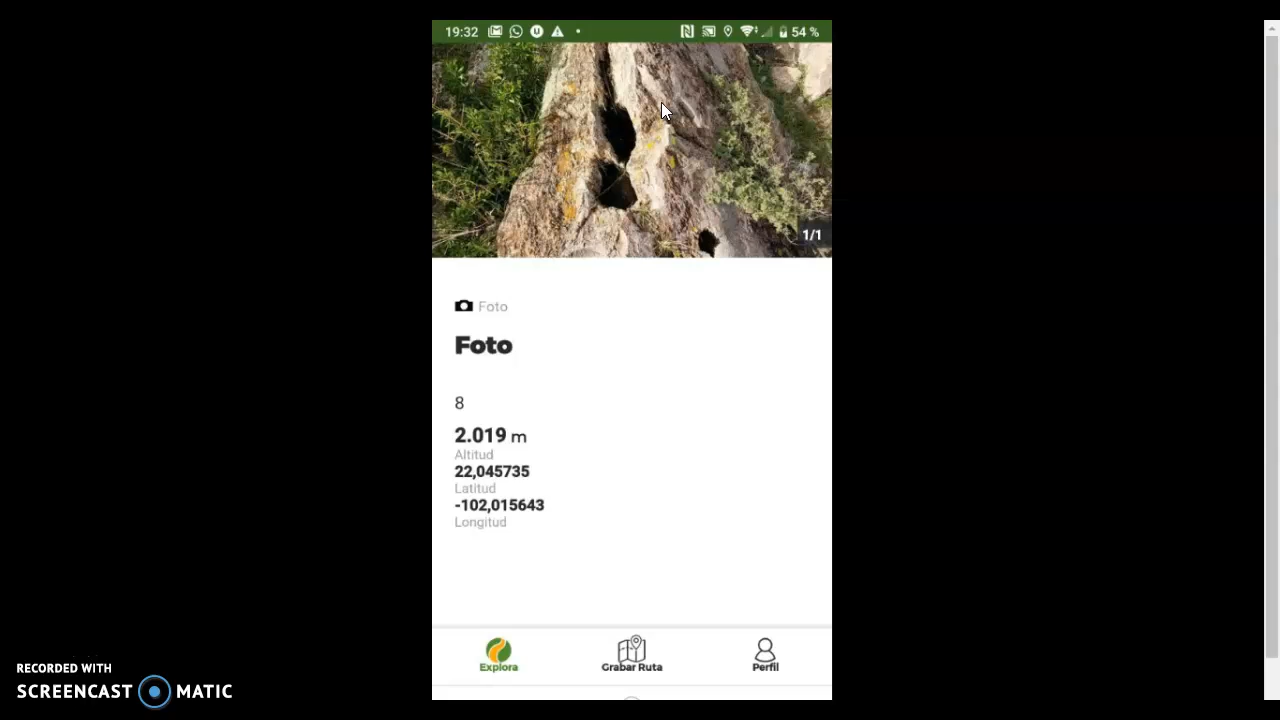 19:32
54 %
1/1
Foto
Foto
8
2.019 m
Altitud
22,045735
Latitud
-102,015643
Longitud
Explora
Grabar Ruta
Perfil
RECORDED WITH
SCREENCAST MATIC